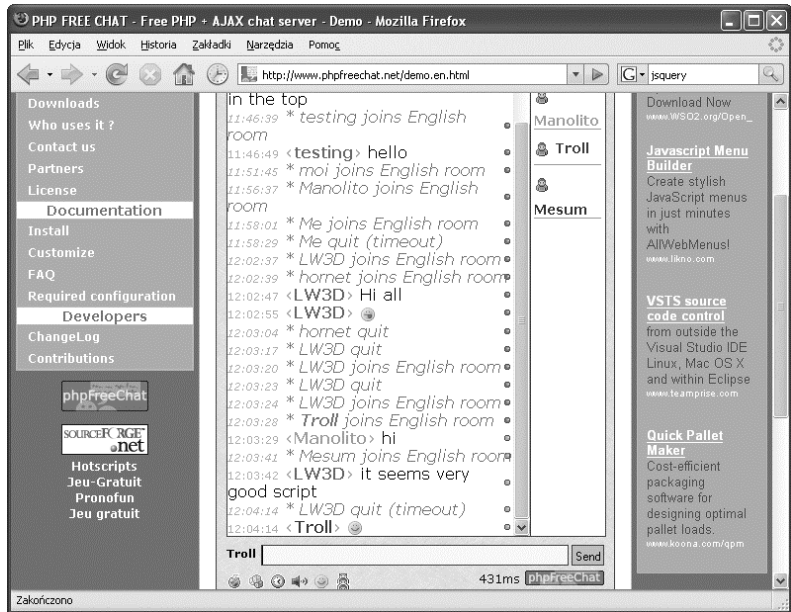 PHP FREE CHAT - Free PHP + AJAX chat server - Demo - Mozilla Firefox
Plik Edycja Widok Historia Zakładki Narzędzia Pomoc
http://www.phpfreechat.net/demo.en.html
G jsquery
Downloads
Who uses it ?
Contact us
Partners
License
Documentation
Install
Customize
FAQ
Required configuration
Developers
ChangeLog
Contributions
phpFreeChat
SOURCEFORGE
.net
Hotscripts
Jeu-Gratuit
Pronofun
Jeu gratuit
in the top
11:46:39 * testing joins English
room
11:46:49 <testing> hello
11:51:45 * moi joins English room
11:56:37 * Manolito joins English
room
11:58:01 * Me joins English room
11:58:29 * Me quit (timeout)
12:02:37 * LW3D joins English room
12:02:39 * hornet joins English room
12:02:47 <LW3D> Hi all
12:02:55 <LW3D>
12:03:04 * hornet quit
12:03:17 * LW3D quit
12:03:20 * LW3D joins English room
12:03:23 * LW3D quit
12:03:24 * LW3D joins English room
12:03:28 * Troll joins English room
12:03:29 <Manolito> hi
12:03:41 * Mesum joins English room
12:03:42 <LW3D> it seems very
good script
12:04:14 * LW3D quit (timeout)
12:04:14 <Troll>
Manolito
Troll
Mesum
Troll
Send
431ms phpFreeChat
Download Now
www.WSO2.org/Open_
Javascript Menu
Builder
Create stylish
JavaScript menus
in just minutes
with
AllWebMenus!
www.likno.com
VSTS source
code control
from outside the
Visual Studio IDE
Linux, Mac OS X
and within Eclipse
www.teamprise.com
Quick Pallet
Maker
Cost-efficient
packaging
software for
designing optimal
pallet loads.
www.koona.com/qpm
Zakończono